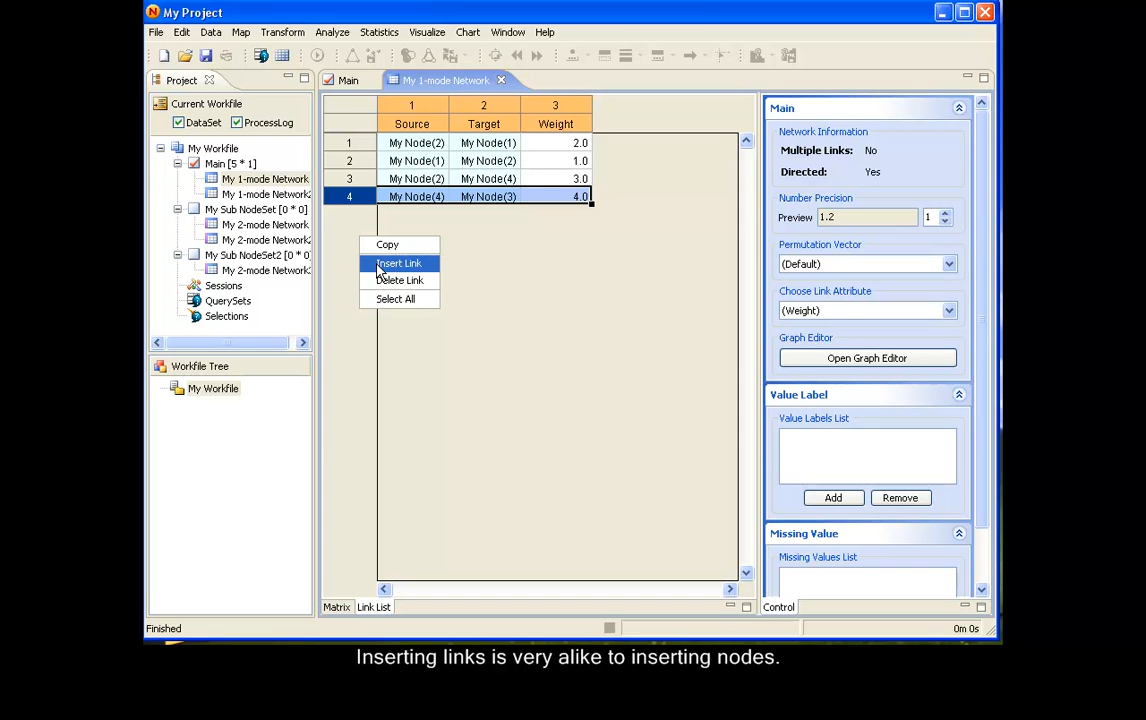 My Project
File Edit Data Map Transform Analyze Statistics Visualize Chart Window Help
Project
Current Workfile
DataSet ProcessLog
My Workfile
Main [5 * 1]
My 1-mode Network
My 1-mode Network2
My Sub NodeSet [0 * 0]
My 2-mode Network
My 2-mode Network2
My Sub NodeSet2 [0 * 0]
My 2-mode Network3
Sessions
QuerySets
Selections
Workfile Tree
My Workfile
Main My 1-mode Network
1 2 3
Source Target Weight
1 My Node(2) My Node(1) 2.0
2 My Node(1) My Node(2) 1.0
3 My Node(2) My Node(4) 3.0
4 My Node(4) My Node(3) 4.0
Copy
Insert Link
Delete Link
Select All
Matrix Link List
Main
Network Information
Multiple Links: No
Directed: Yes
Number Precision
Preview 1.2 1
Permutation Vector
(Default)
Choose Link Attribute
(Weight)
Graph Editor
Open Graph Editor
Value Label
Value Labels List
Add Remove
Missing Value
Missing Values List
Control
Finished 0m 0s
Inserting links is very alike to inserting nodes.